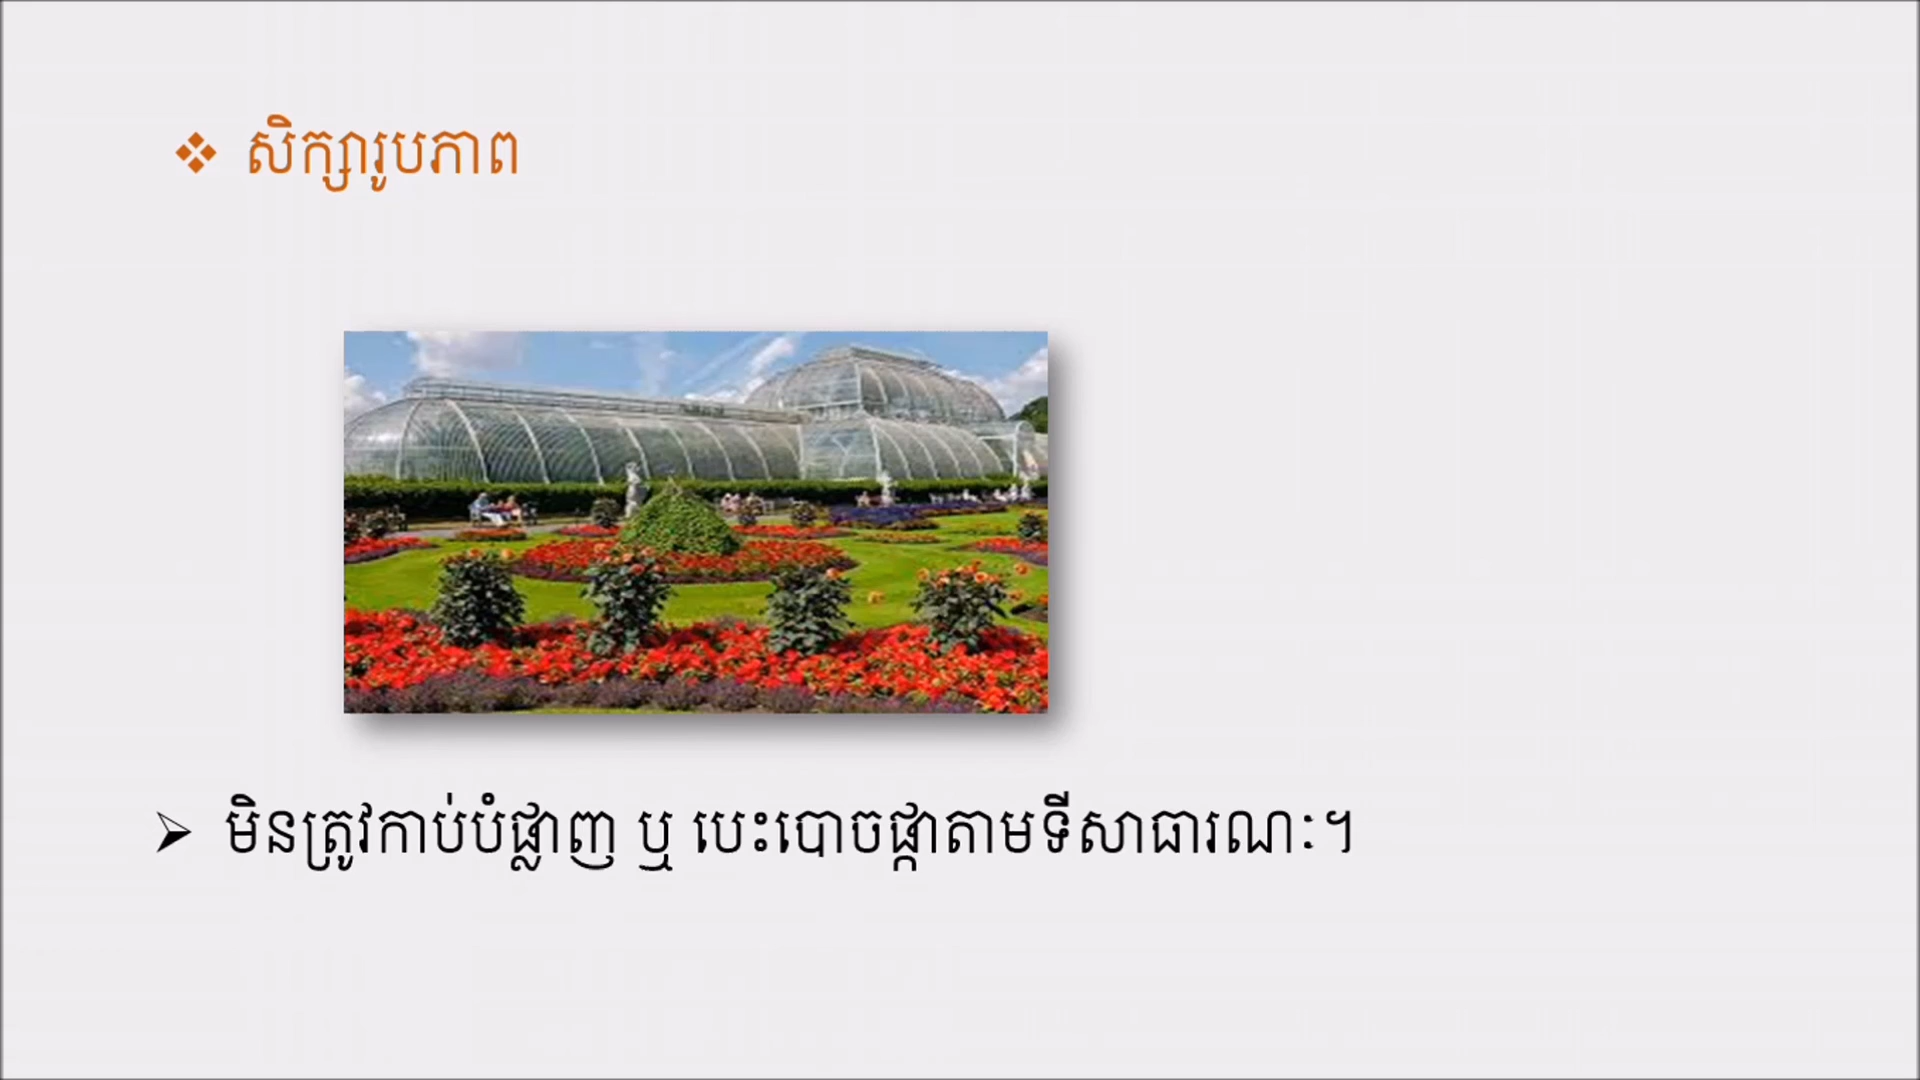 ❖ សិក្សារូបភាព
➢ មិនត្រូវកាប់បំផ្លាញ ឬ បេះបោចផ្កាតាមទីសាធារណៈ។